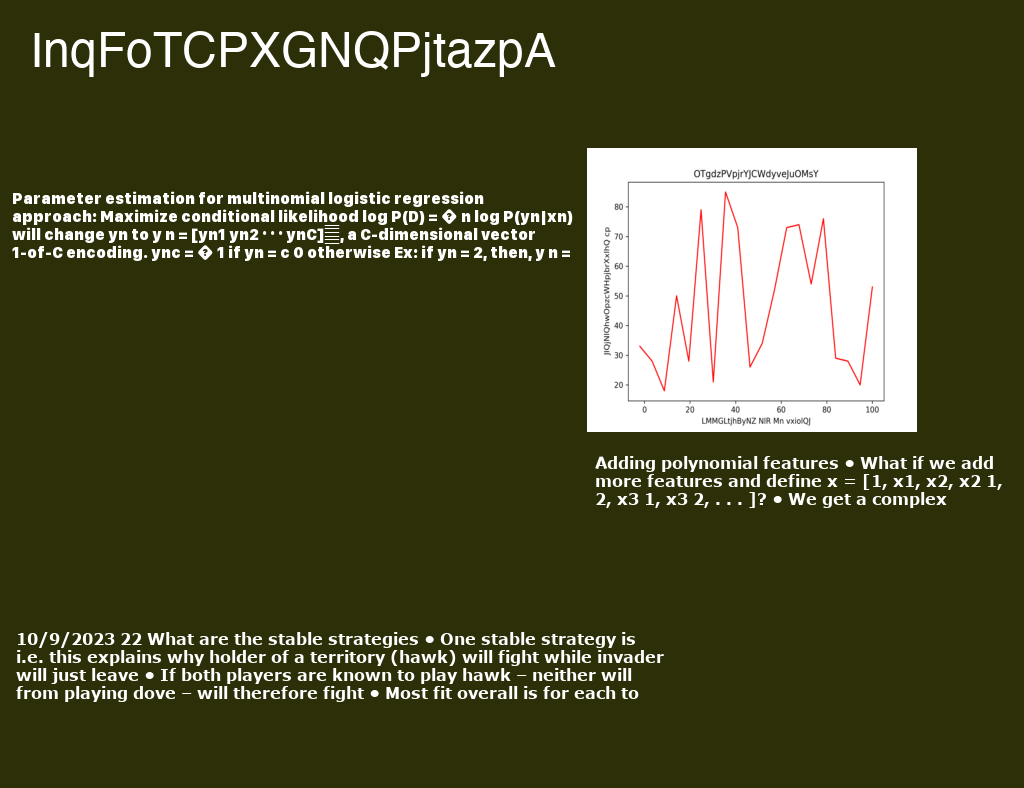 InqFoTCPXGNQPjtazpA
Parameter estimation for multinomial logistic regression
approach: Maximize conditional likelihood log P(D) = � n log P(yn|xn)
will change yn to y n = [yn1 yn2 · · · ynC] , a C-dimensional vector
1-of-C encoding. ync = � 1 if yn = c 0 otherwise Ex: if yn = 2, then, y n =
OTgdzPVpjrYJCWdyveJuOMsY
80
70
60
50
40
30
20
0 20 40 60 80 100
LMMGLtjhByNZ NIR Mn vxiolQJ
Adding polynomial features • What if we add
more features and define x = [1, x1, x2, x2 1,
2, x3 1, x3 2, . . . ]? • We get a complex
10/9/2023 22 What are the stable strategies • One stable strategy is
i.e. this explains why holder of a territory (hawk) will fight while invader
will just leave • If both players are known to play hawk – neither will
from playing dove – will therefore fight • Most fit overall is for each to